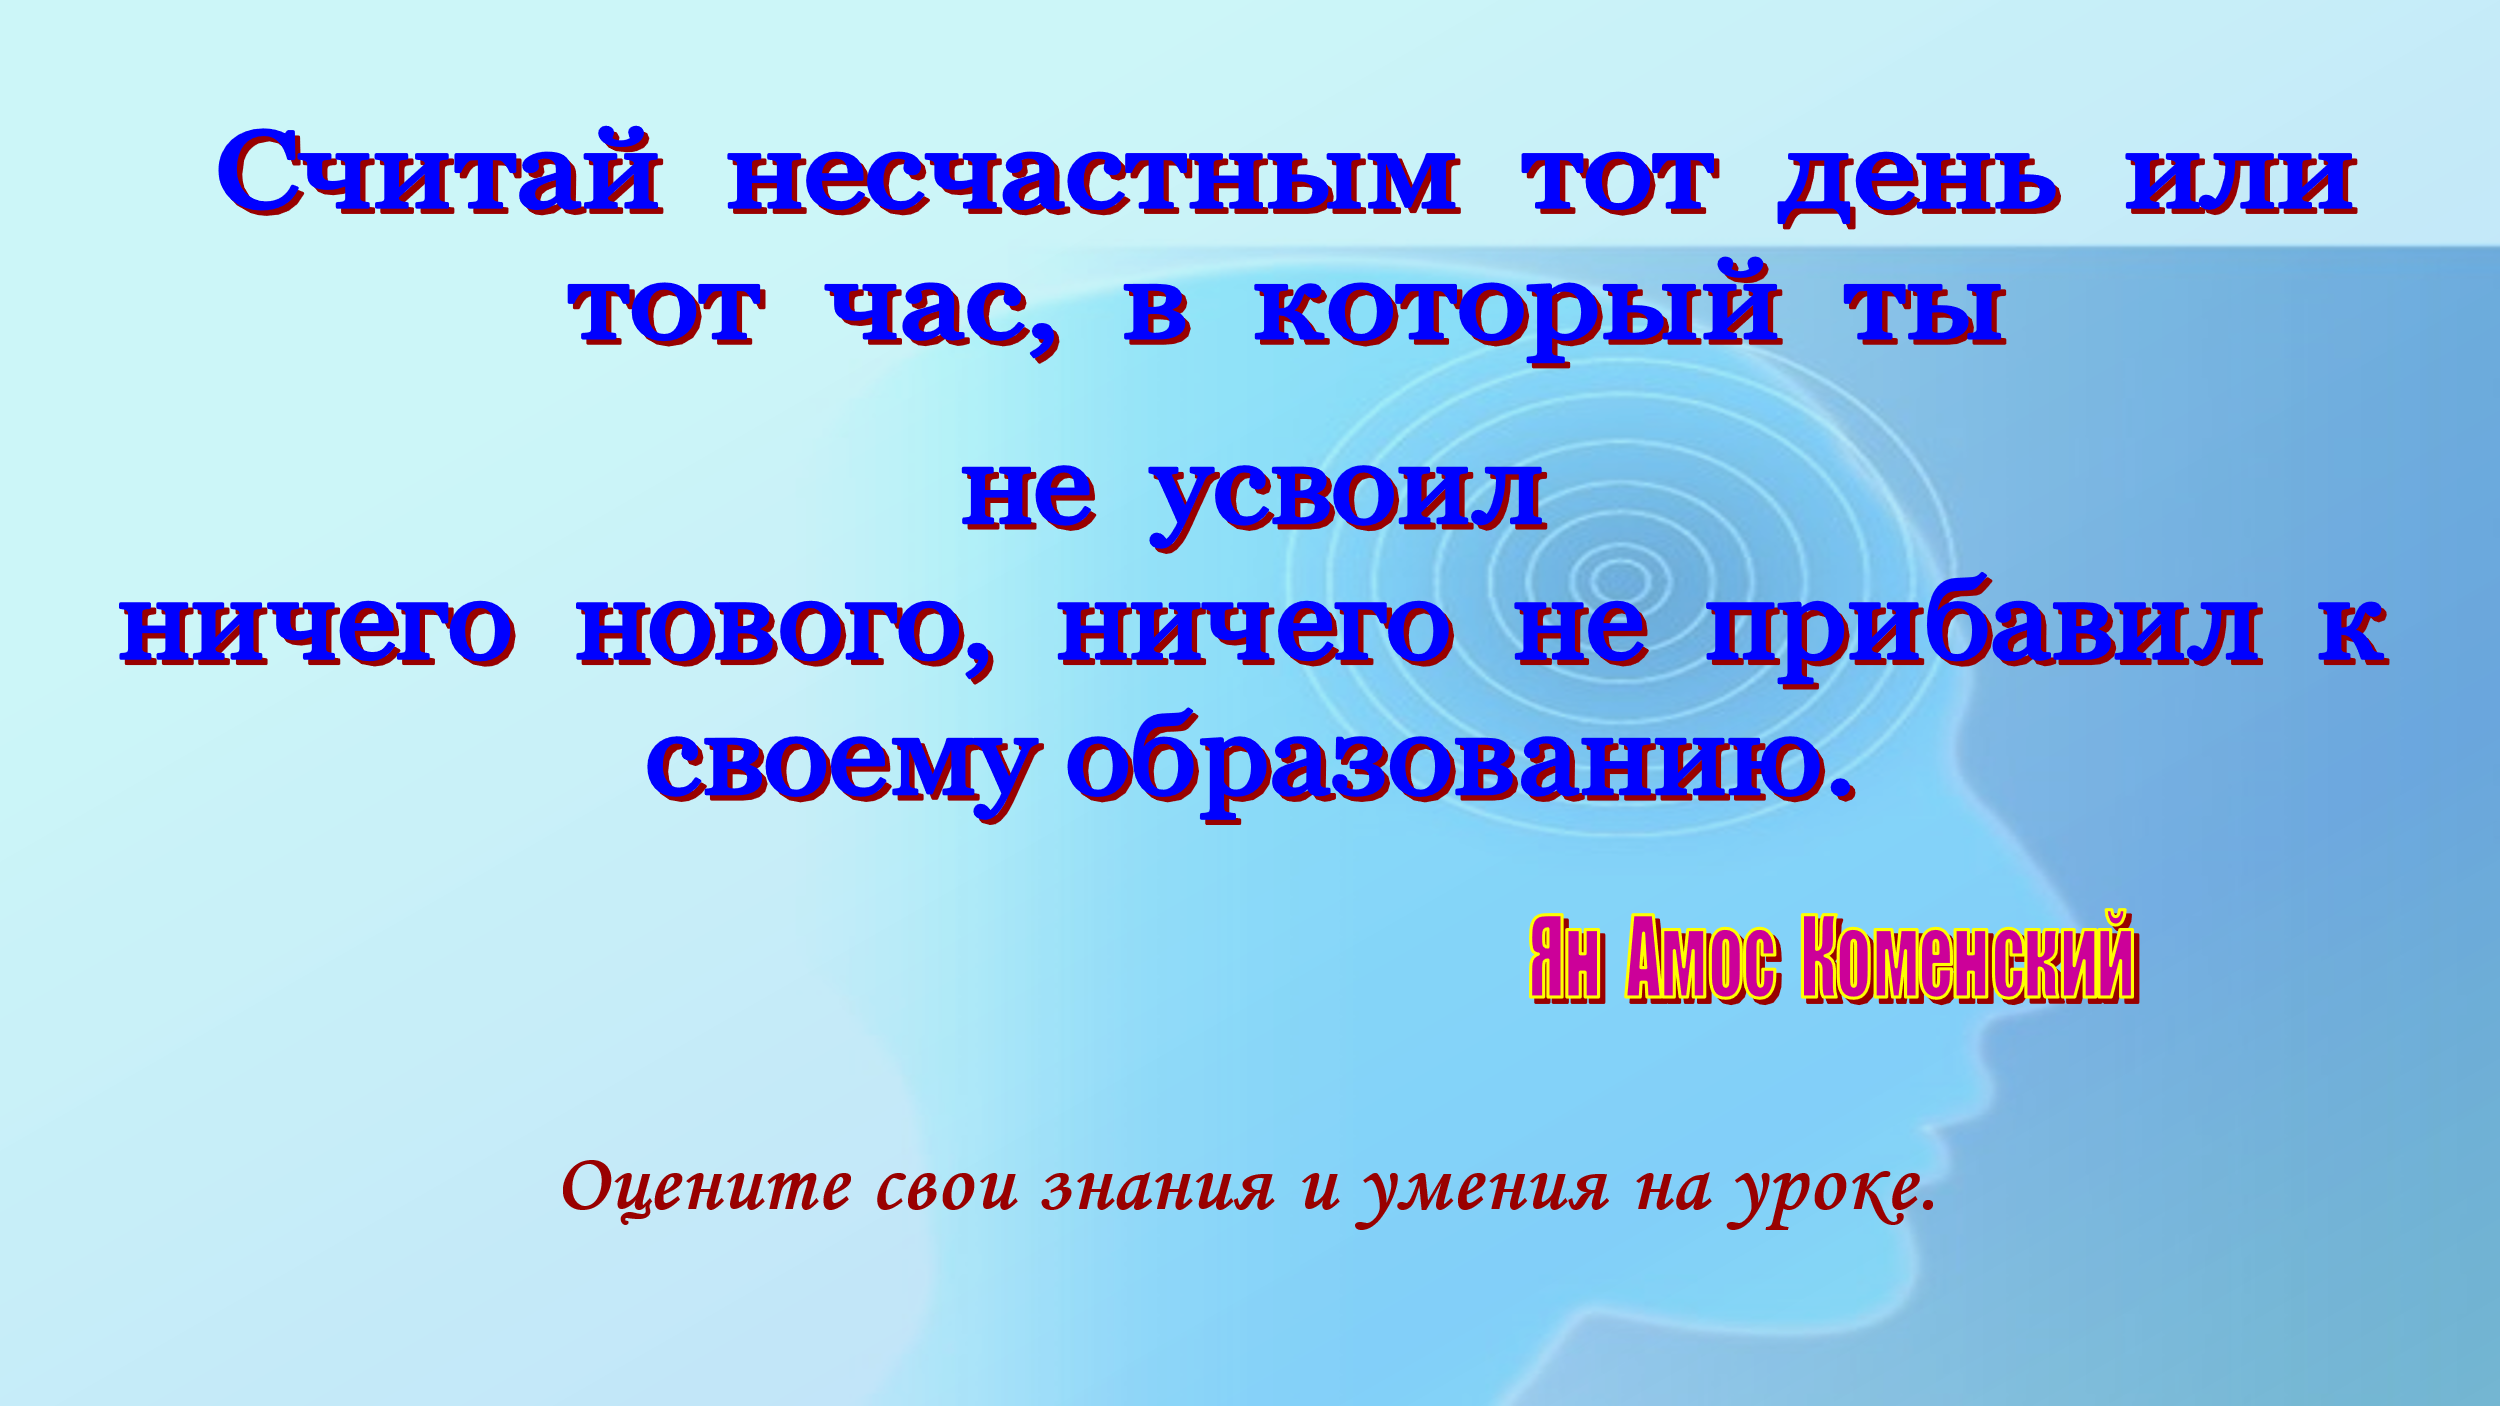 Считай несчастным тот день или
тот час, в который ты
не усвоил
ничего нового, ничего не прибавил к
своему образованию.
Ян Амос Коменский
Оцените свои знания и умения на уроке.